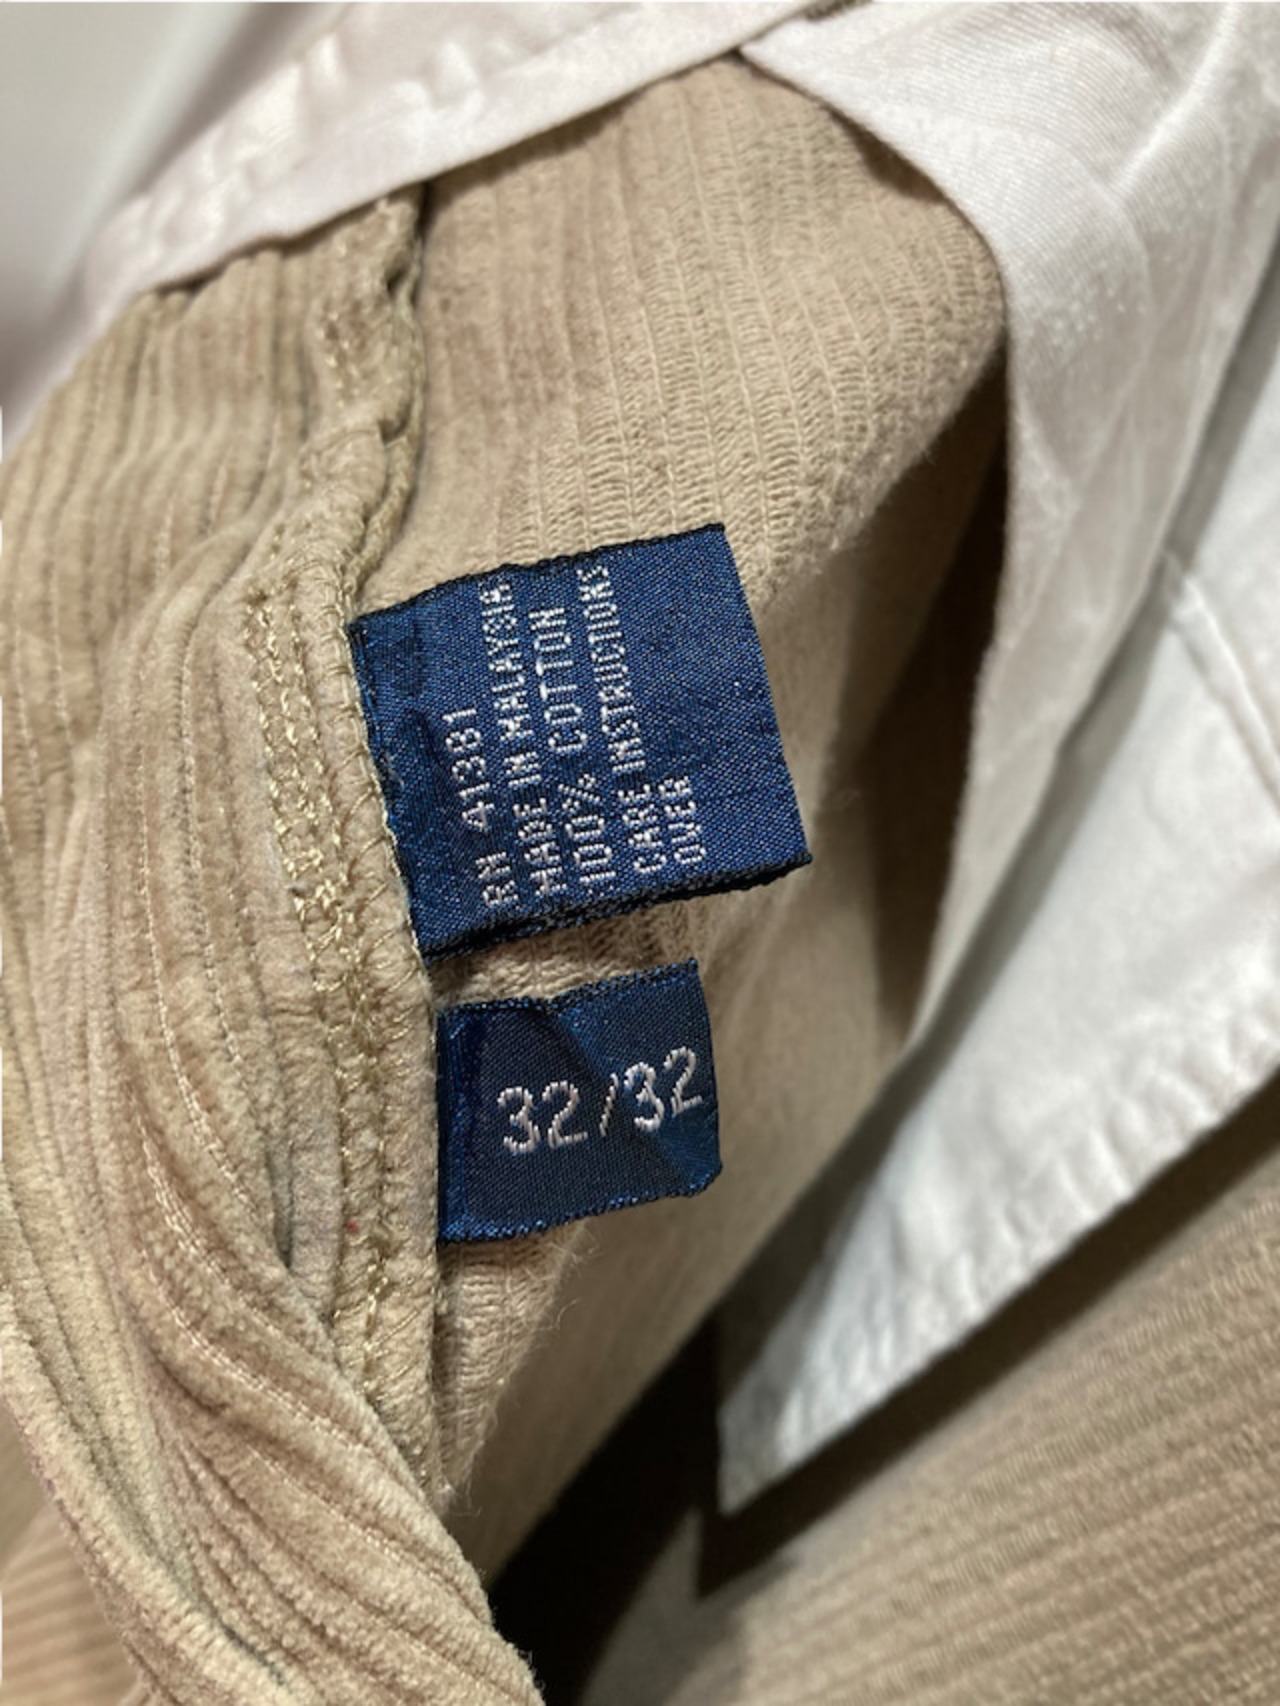 RN 41381
MADE IN MALAYSIA
100% COTTON
CARE INSTRUCTIONS
OVER
32/32